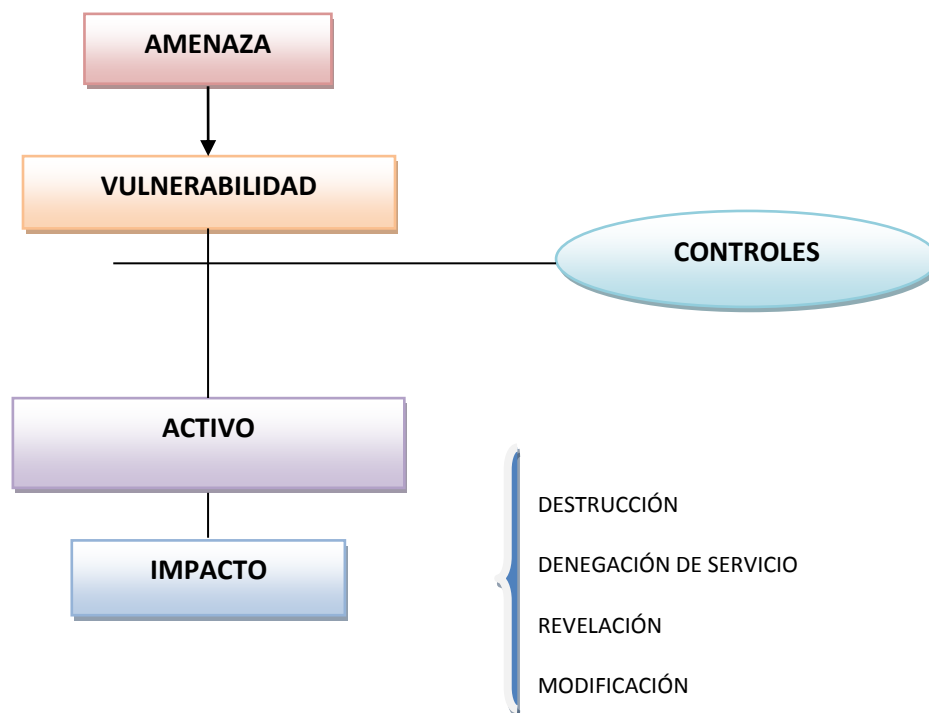 AMENAZA
VULNERABILIDAD
CONTROLES
ACTIVO
IMPACTO
DESTRUCCIÓN
DENEGACIÓN DE SERVICIO
REVELACIÓN
MODIFICACIÓN